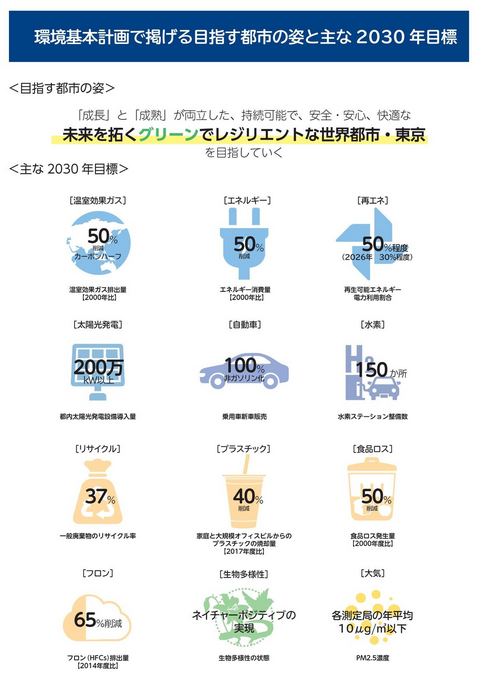 環境基本計画で掲げる目指す都市の姿と主な2030年目標
＜目指す都市の姿＞
「成長」と「成熟」が両立した、持続可能で、安全・安心、快適な
未来を拓くグリーンでレジリエントな世界都市・東京
を目指していく
＜主な2030年目標＞
［温室効果ガス］
50%
削減
カーボンハーフ
温室効果ガス排出量
【2000年比】
［エネルギー］
50%
削減
エネルギー消費量
【2000年比】
［再エネ］
50%程度
（2026年 30%程度）
再生可能エネルギー
電力利用割合
［太陽光発電］
200万
kW以上
都内太陽光発電設備導入量
［自動車］
100%
非ガソリン化
乗用車新車販売
［水素］
H₂
150か所
水素ステーション整備数
［リサイクル］
37%
一般廃棄物のリサイクル率
［プラスチック］
40%
削減
家庭と大規模オフィスビルからの
プラスチックの焼却量
【2017年度比】
［食品ロス］
50%
削減
食品ロス発生量
【2000年度比】
［フロン］
65%削減
フロン（HFCs）排出量
【2014年度比】
［生物多様性］
ネイチャーポジティブの
実現
生物多様性の状態
［大気］
各測定局の年平均
10μg/㎥以下
PM2.5濃度